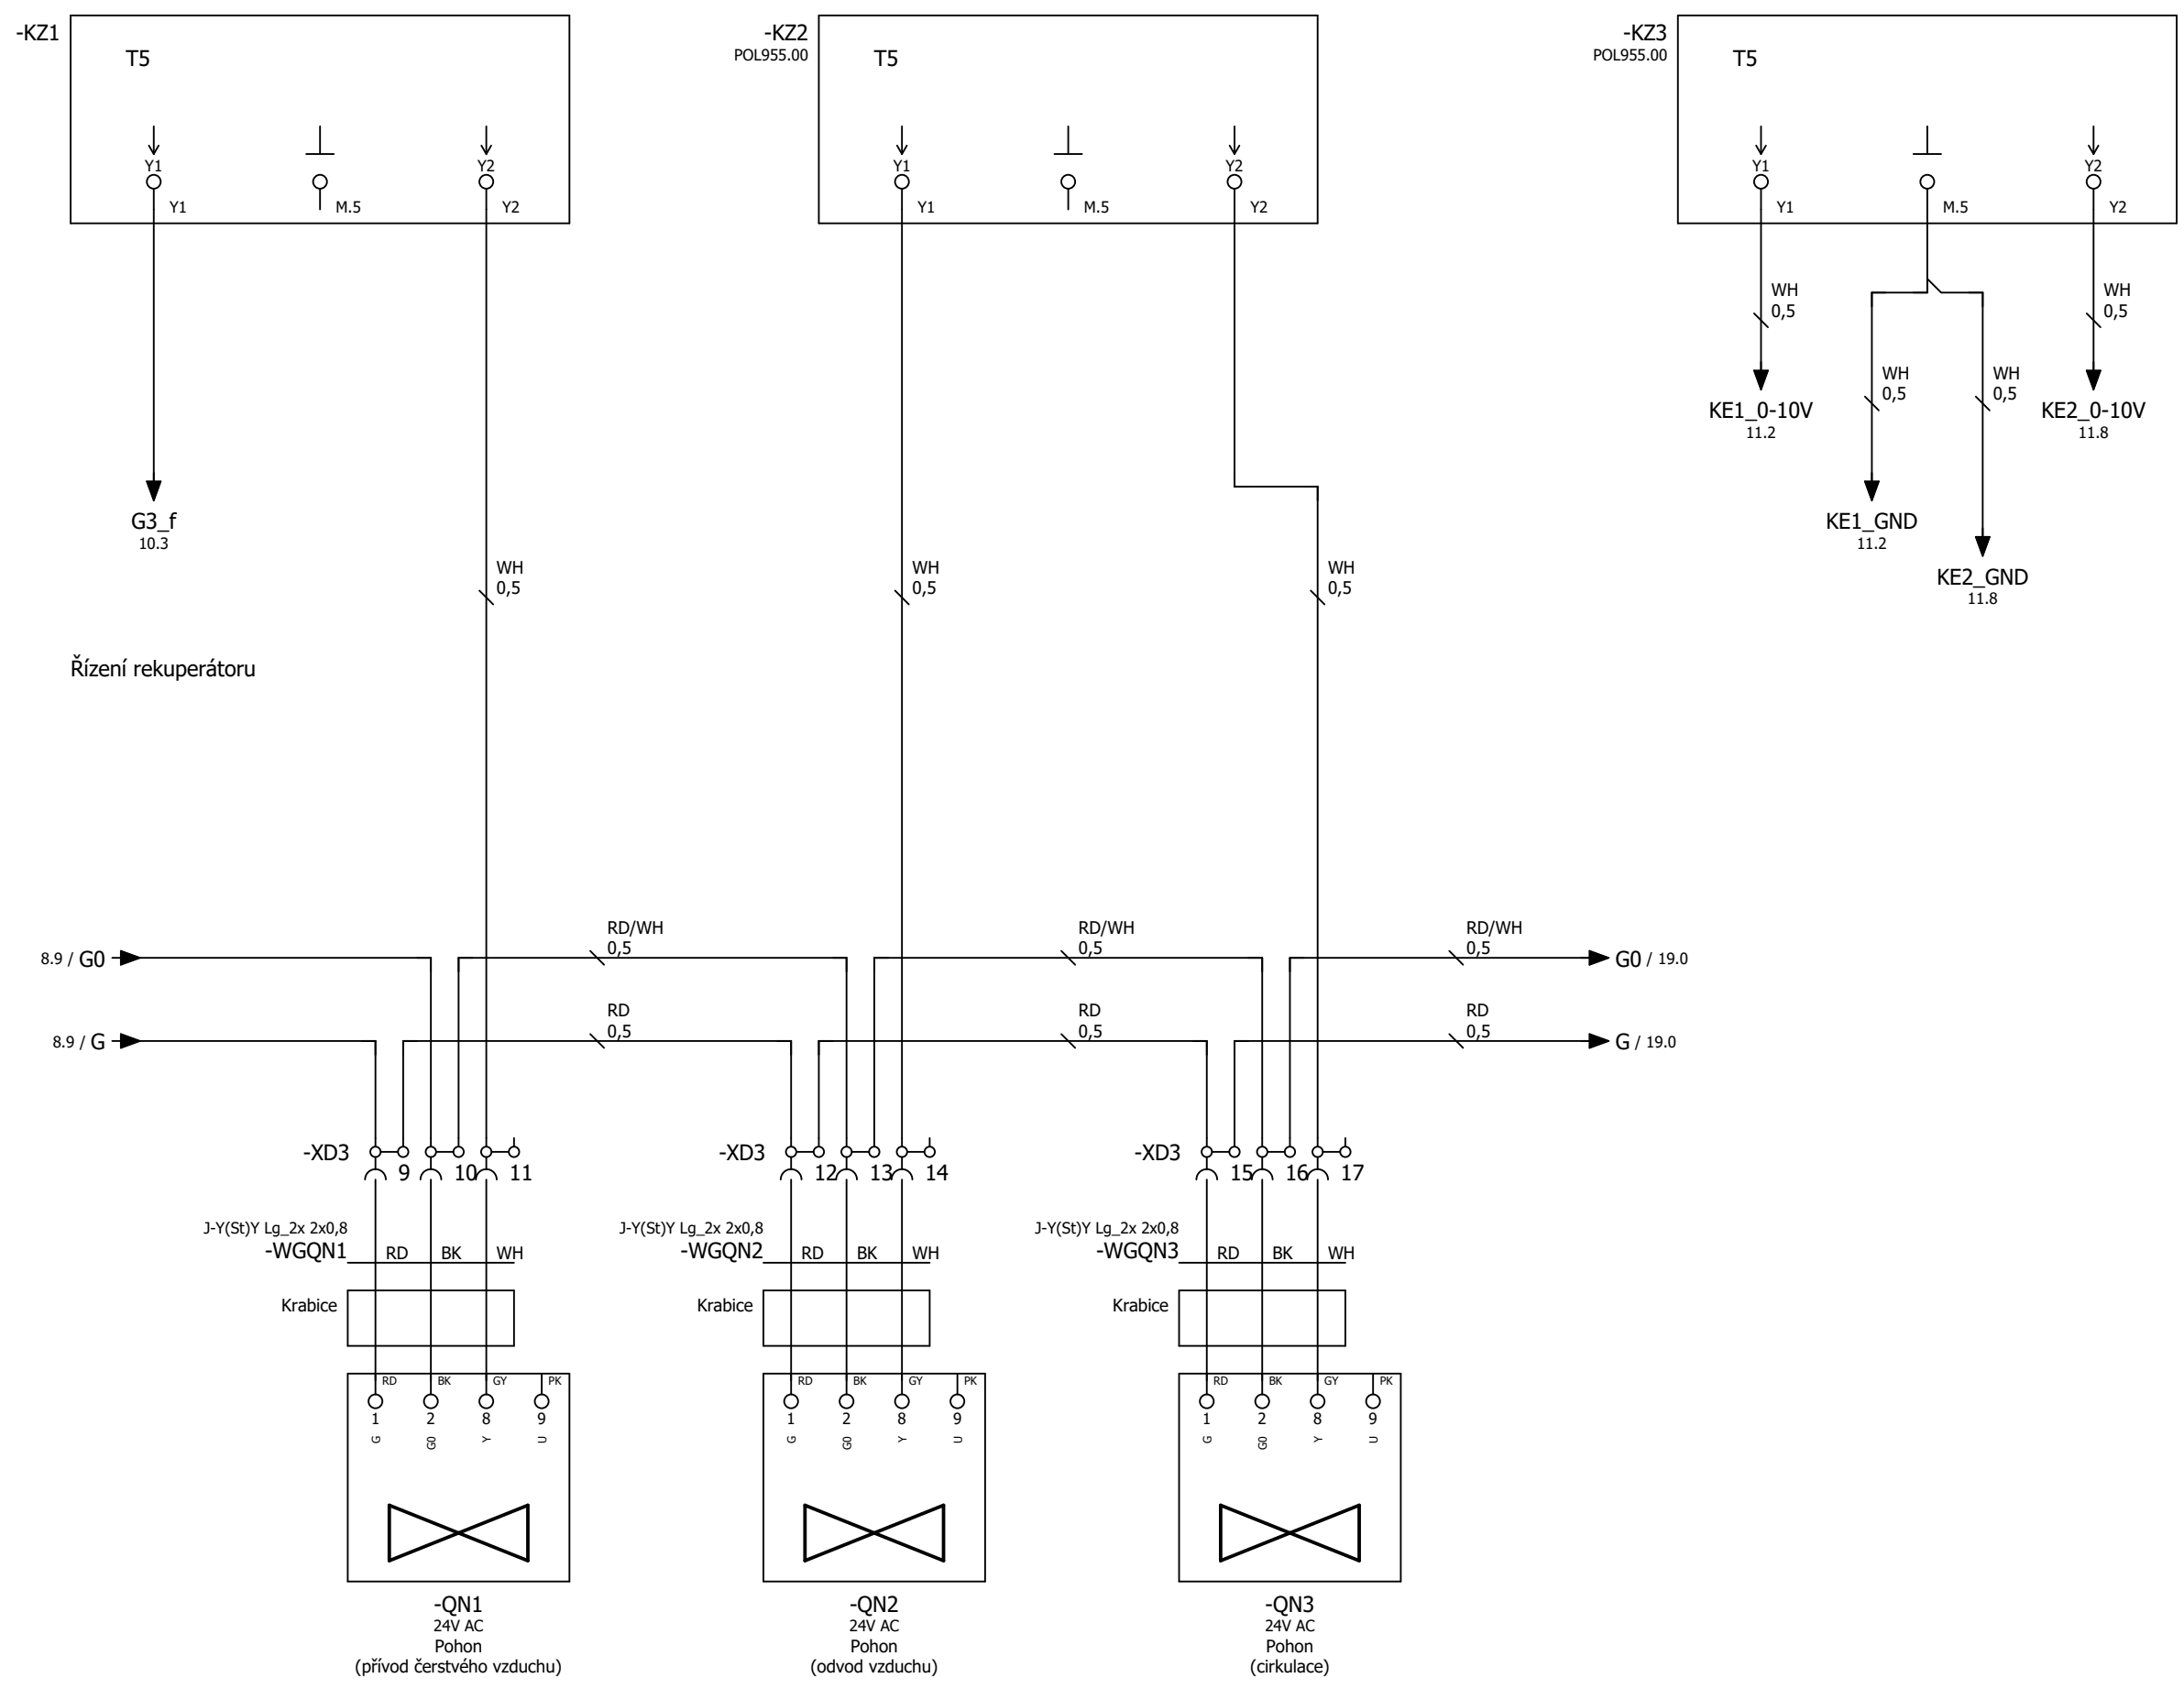 -KZ1
T5
Y1
Y2
Y1
M.5
Y2
-KZ2
POL955.00
T5
Y1
Y2
Y1
M.5
Y2
-KZ3
POL955.00
T5
Y1
Y2
Y1
M.5
Y2
WH
0,5
WH
0,5
WH
0,5
WH
0,5
KE1_0-10V
11.2
KE2_0-10V
11.8
G3_f
10.3
KE1_GND
11.2
KE2_GND
11.8
WH
0,5
WH
0,5
WH
0,5
Řízení rekuperátoru
8.9 / G0
RD/WH
0,5
RD/WH
0,5
RD/WH
0,5
G0 / 19.0
8.9 / G
RD
0,5
RD
0,5
RD
0,5
G / 19.0
-XD3
9
10
11
-XD3
12
13
14
-XD3
15
16
17
J-Y(St)Y Lg_2x 2x0,8
-WGQN1
RD
BK
WH
J-Y(St)Y Lg_2x 2x0,8
-WGQN2
RD
BK
WH
J-Y(St)Y Lg_2x 2x0,8
-WGQN3
RD
BK
WH
Krabice
Krabice
Krabice
RD
BK
GY
PK
1
2
8
9
G
G0
Y
U
RD
BK
GY
PK
1
2
8
9
G
G0
Y
U
RD
BK
GY
PK
1
2
8
9
G
G0
Y
U
-QN1
24V AC
Pohon
(přívod čerstvého vzduchu)
-QN2
24V AC
Pohon
(odvod vzduchu)
-QN3
24V AC
Pohon
(cirkulace)